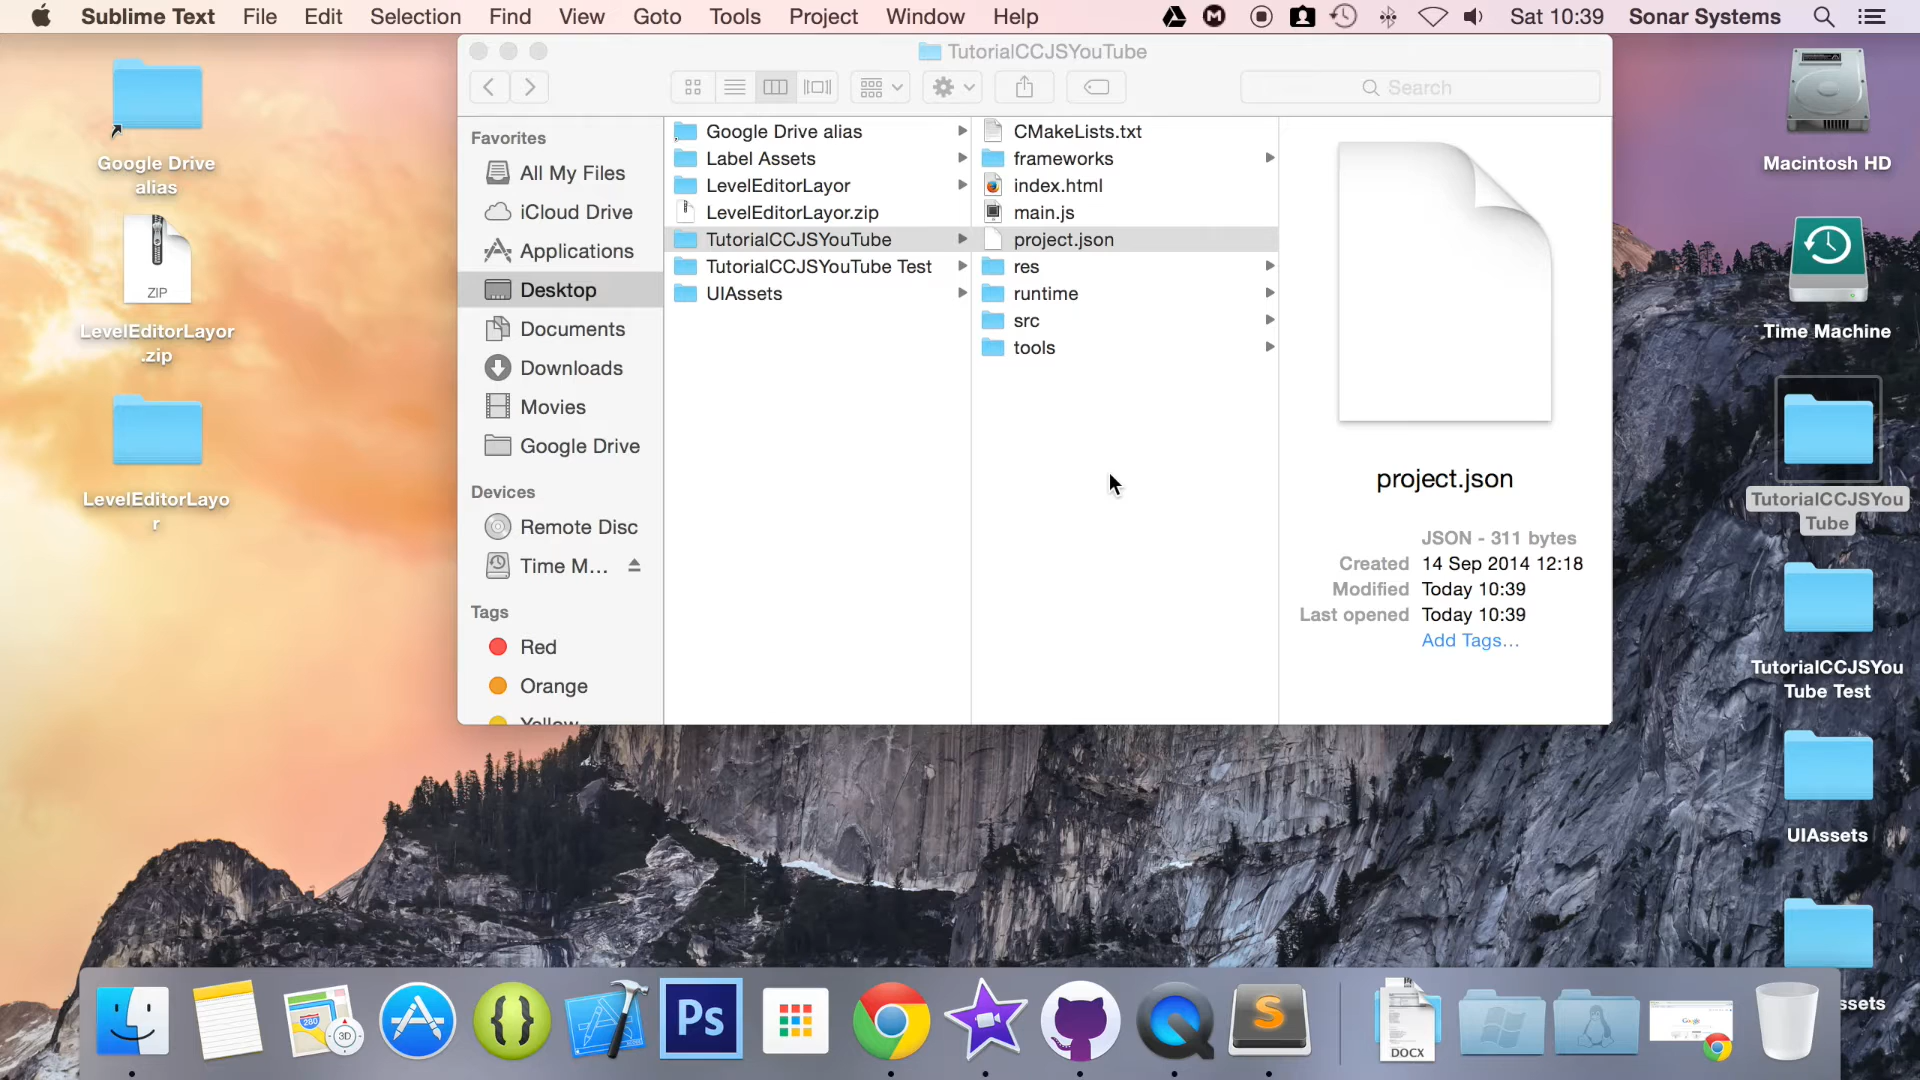 Sublime Text File Edit Selection Find View Goto Tools Project Window Help Sat 10:39 Sonar Systems
TutorialCCJSYouTube
Search
Favorites
All My Files
iCloud Drive
Applications
Desktop
Documents
Downloads
Movies
Google Drive
Devices
Remote Disc
Time M...
Tags
Red
Orange
Yellow
Google Drive alias
Label Assets
LevelEditorLayor
LevelEditorLayor.zip
TutorialCCJSYouTube
TutorialCCJSYouTube Test
UIAssets
CMakeLists.txt
frameworks
index.html
main.js
project.json
res
runtime
src
tools
project.json
JSON - 311 bytes
Created 14 Sep 2014 12:18
Modified Today 10:39
Last opened Today 10:39
Add Tags...
Google Drive
alias
ZIP
LevelEditorLayor
.zip
LevelEditorLayo
r
Macintosh HD
Time Machine
TutorialCCJSYou
Tube
TutorialCCJSYou
Tube Test
UIAssets
ssets
280
3D
Ps
S
DOCX